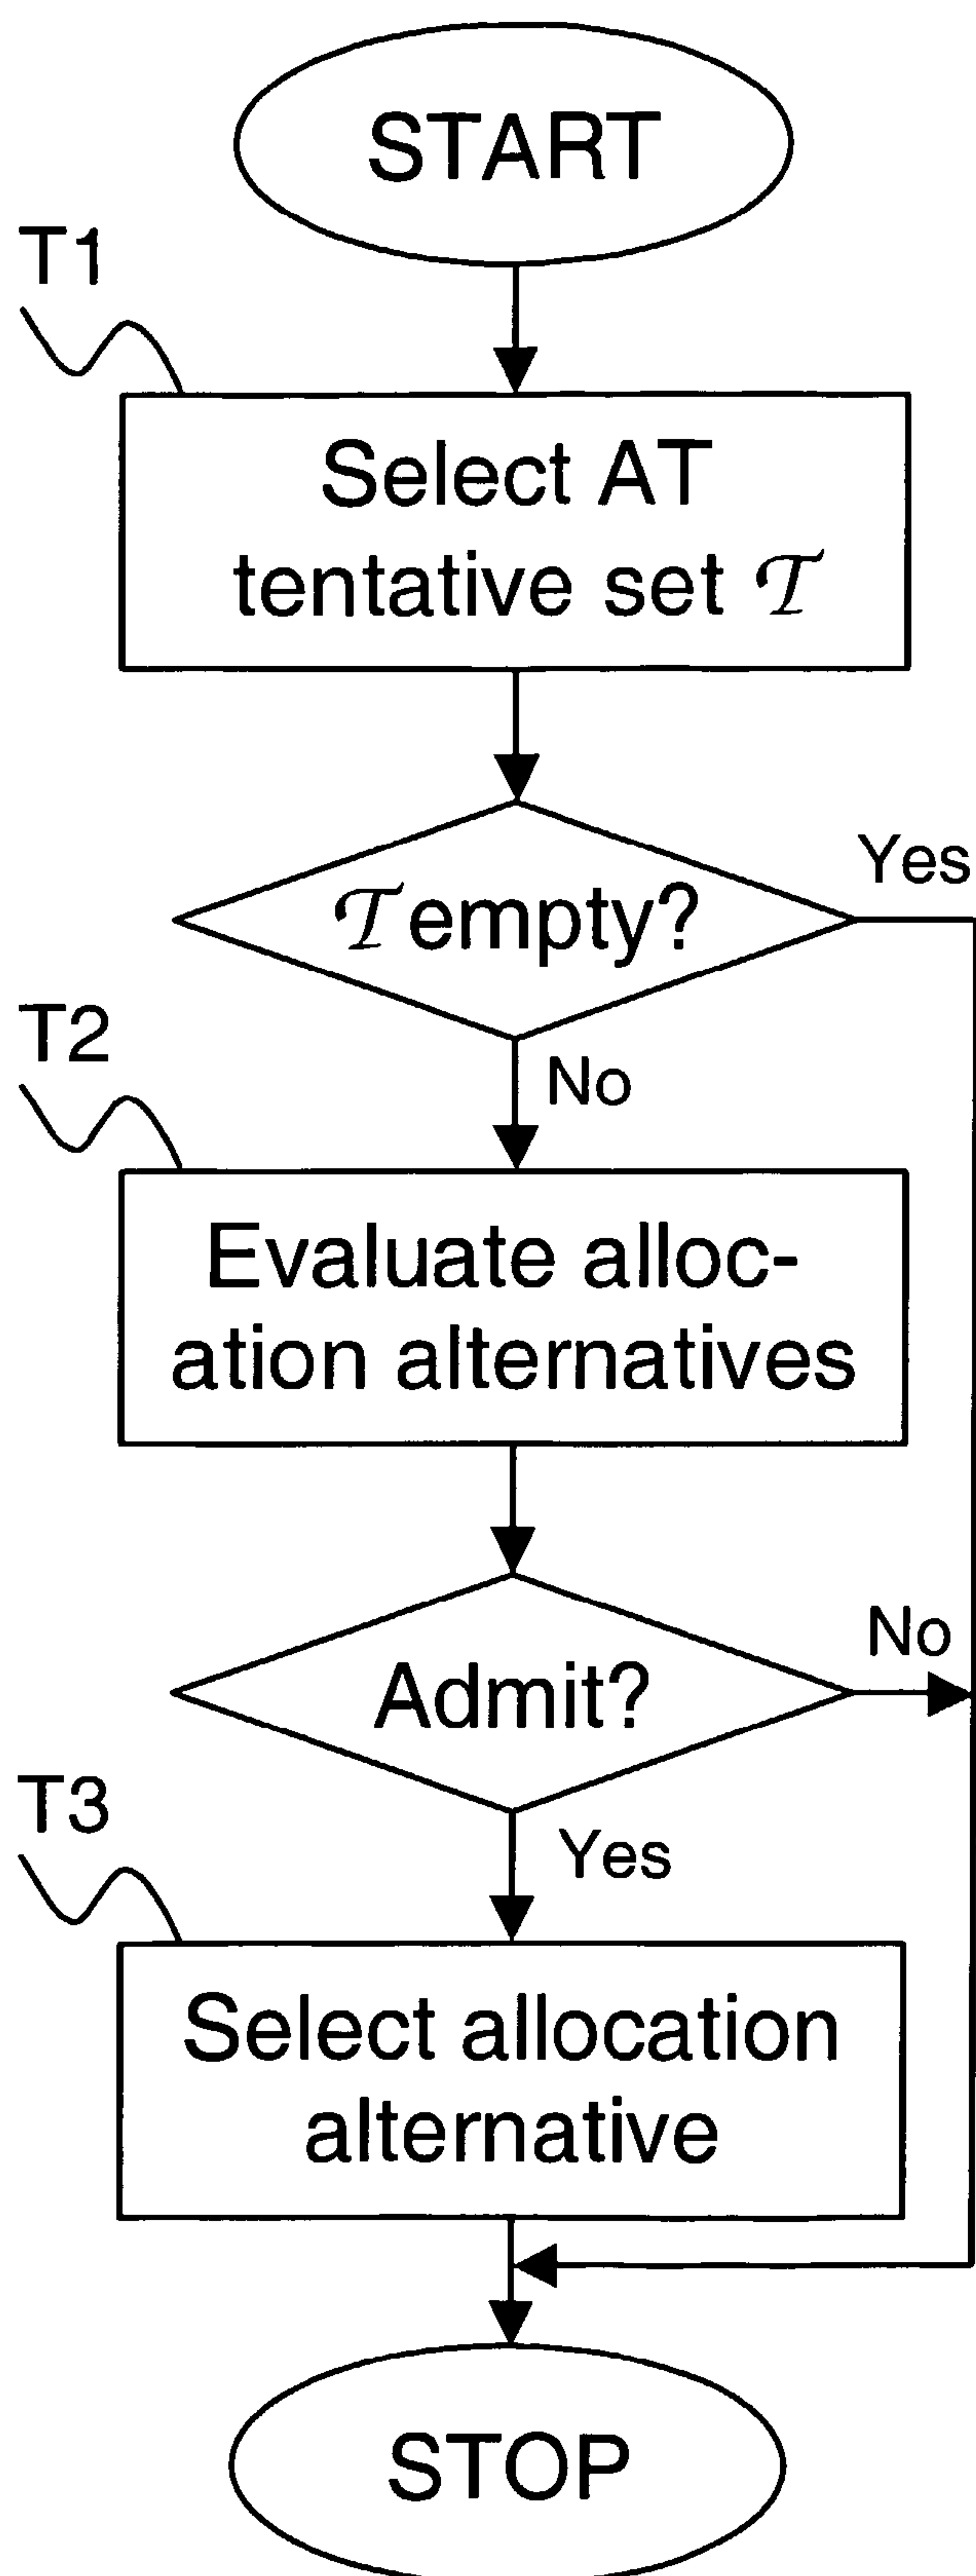 START
T1
Select AT
tentative set 𝒯
Yes
𝒯 empty?
T2
No
Evaluate alloc-
ation alternatives
No
Admit?
T3
Yes
Select allocation
alternative
STOP